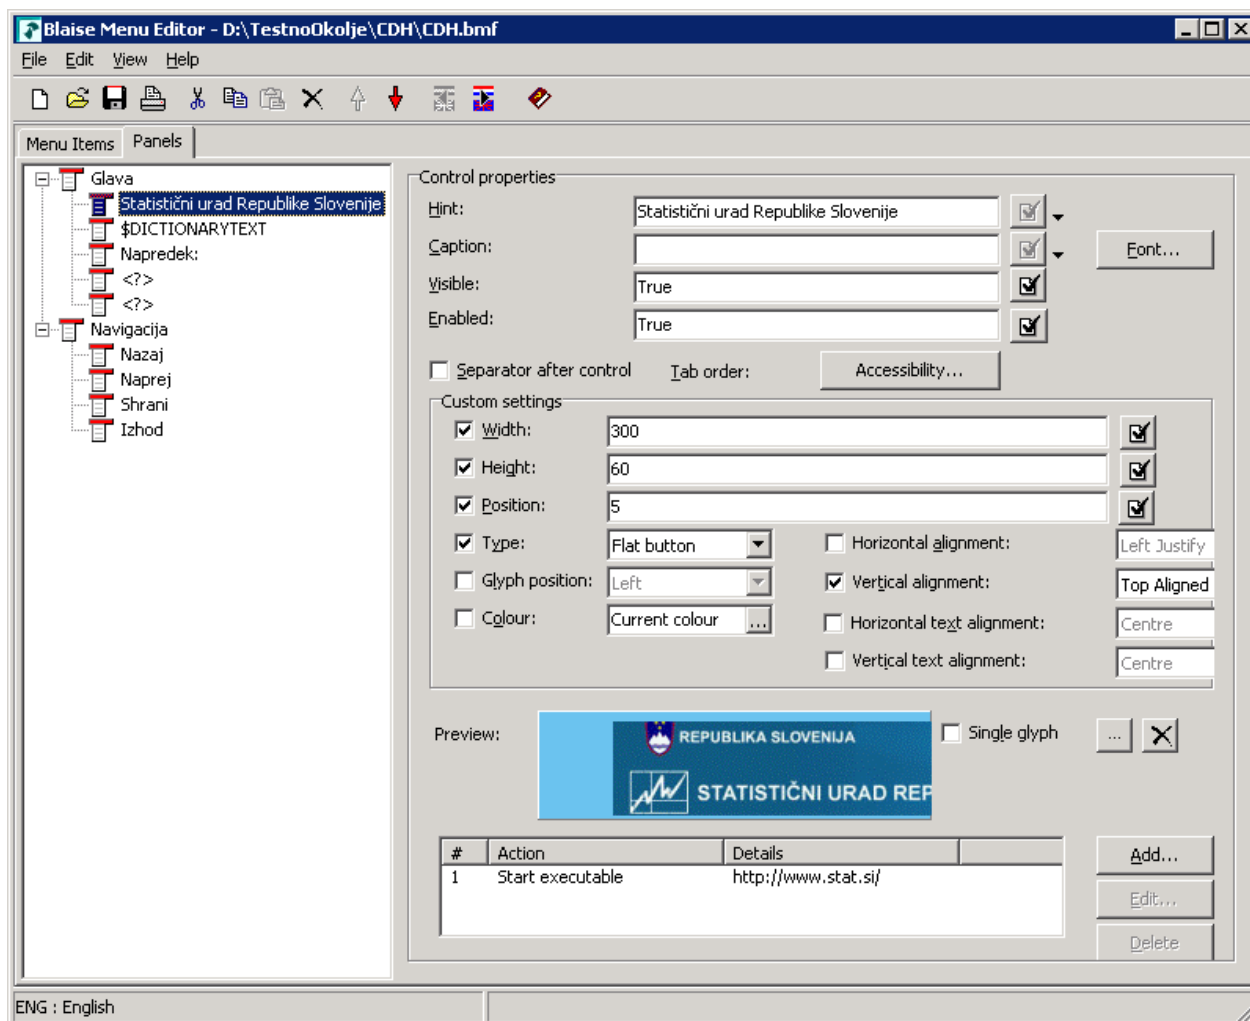 Blaise Menu Editor - D:\TestnoOkolje\CDH\CDH.bmf
File Edit View Help
Menu Items Panels
Glava
Statistični urad Republike Slovenije
$DICTIONARYTEXT
Napredek:
<?>
<?>
Navigacija
Nazaj
Naprej
Shrani
Izhod
Control properties
Hint: Statistični urad Republike Slovenije
Caption: Font...
Visible: True
Enabled: True
Separator after control Tab order: Accessibility...
Custom settings
Width: 300
Height: 60
Position: 5
Type: Flat button Horizontal alignment: Left Justify
Glyph position: Left Vertical alignment: Top Aligned
Colour: Current colour ... Horizontal text alignment: Centre
Vertical text alignment: Centre
Preview: REPUBLIKA SLOVENIJA Single glyph ...
STATISTIČNI URAD REP
# Action Details Add...
1 Start executable http://www.stat.si/
Edit...
Delete
ENG : English